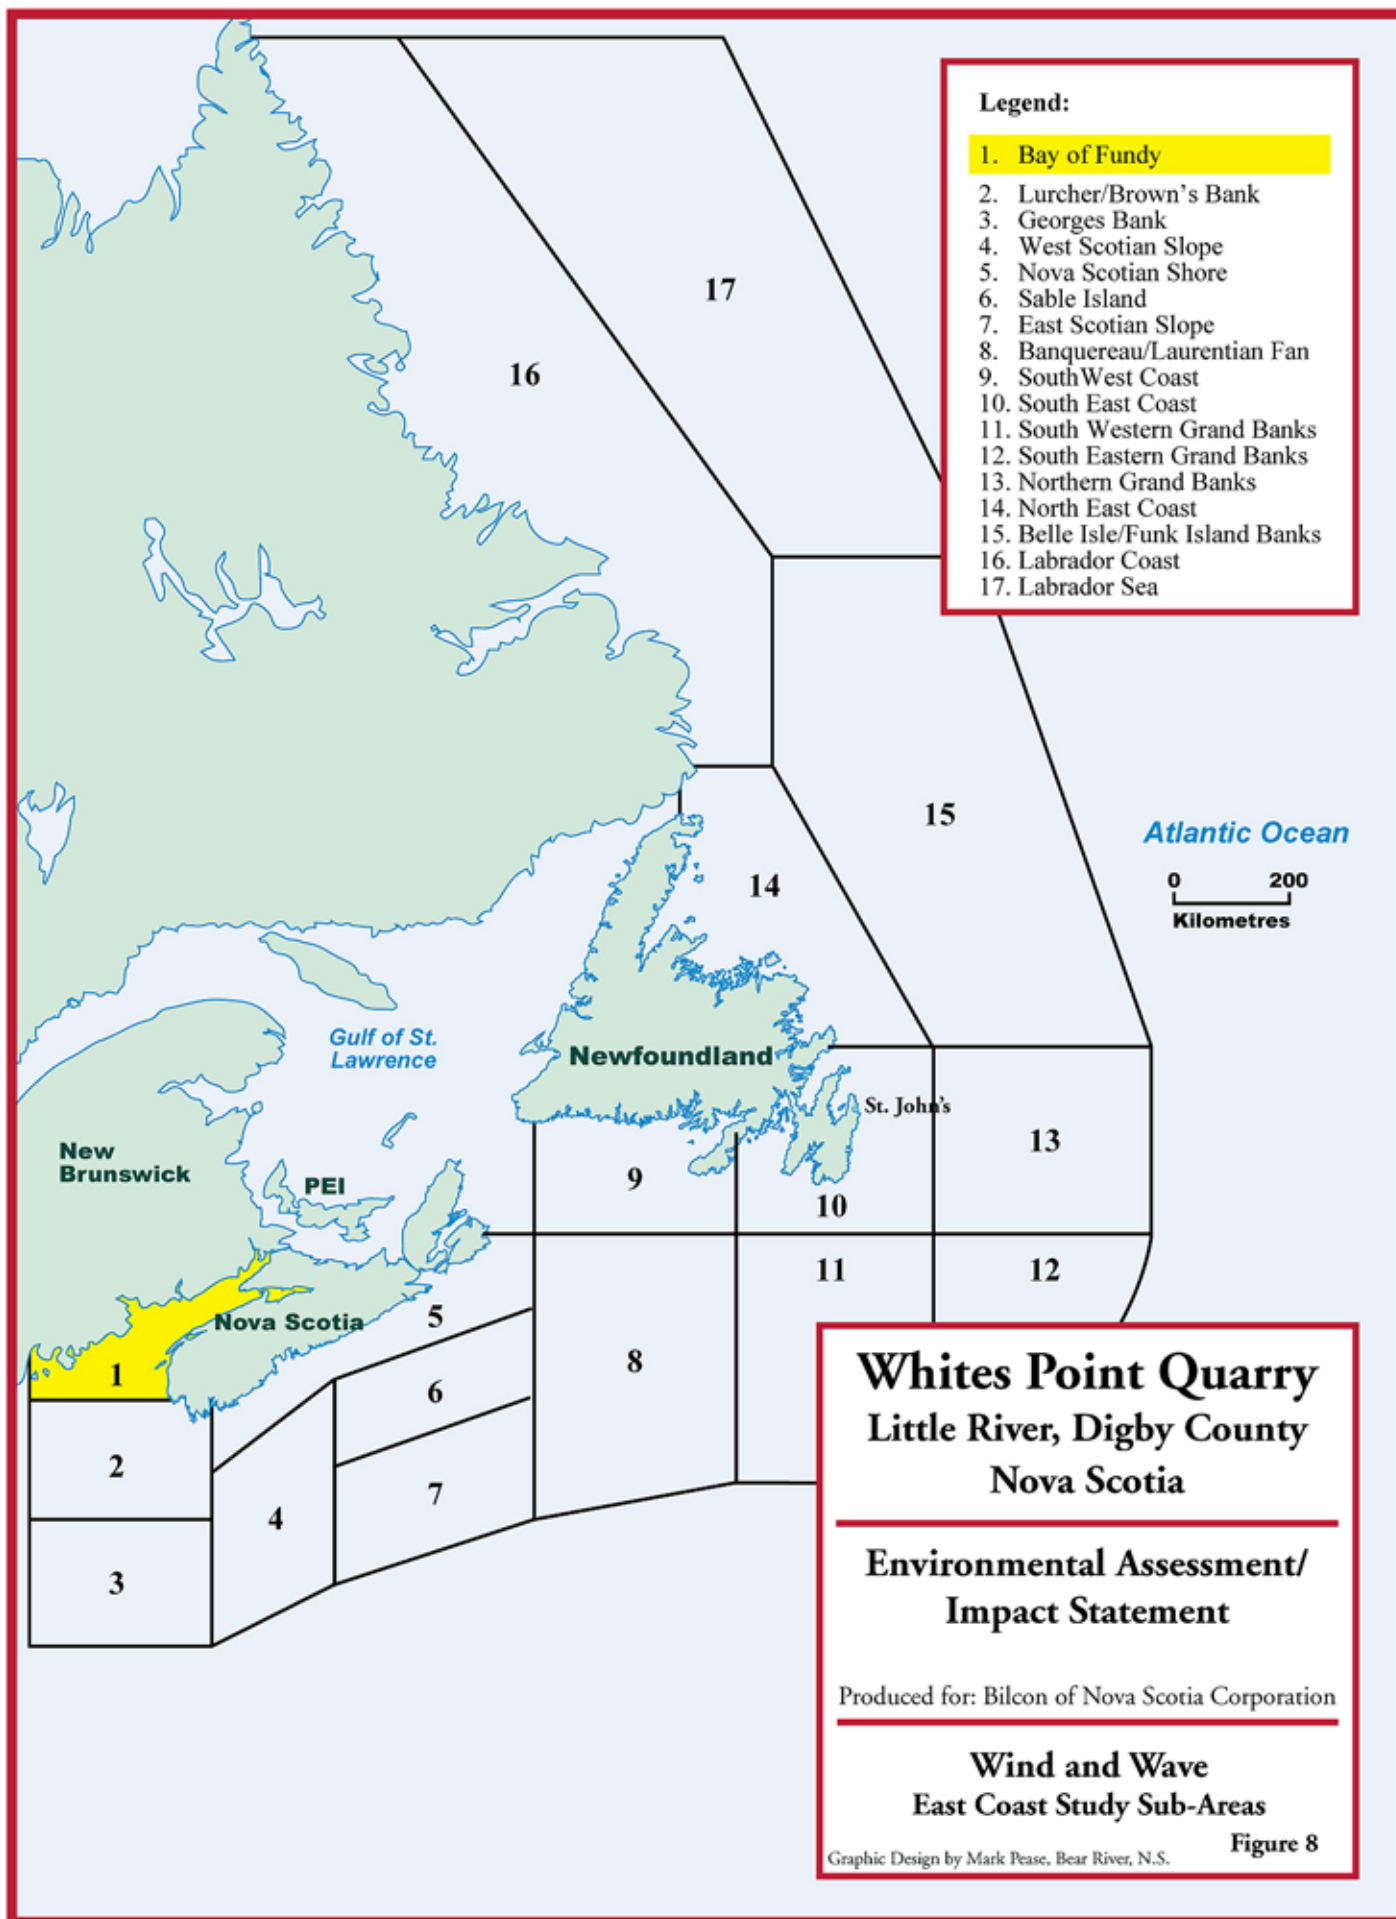 Legend:
1. Bay of Fundy
2. Lurcher/Brown's Bank
3. Georges Bank
4. West Scotian Slope
5. Nova Scotian Shore
6. Sable Island
7. East Scotian Slope
8. Banquereau/Laurentian Fan
9. SouthWest Coast
10. South East Coast
11. South Western Grand Banks
12. South Eastern Grand Banks
13. Northern Grand Banks
14. North East Coast
15. Belle Isle/Funk Island Banks
16. Labrador Coast
17. Labrador Sea
17
16
15
Atlantic Ocean
0 200
Kilometres
14
Gulf of St.
Lawrence
Newfoundland
St. John's
New
Brunswick
PEI
13
9
10
11
12
Nova Scotia
5
8
1
6
2
7
4
3
Whites Point Quarry
Little River, Digby County
Nova Scotia
Environmental Assessment/
Impact Statement
Produced for: Bilcon of Nova Scotia Corporation
Wind and Wave
East Coast Study Sub-Areas
Figure 8
Graphic Design by Mark Pease, Bear River, N.S.